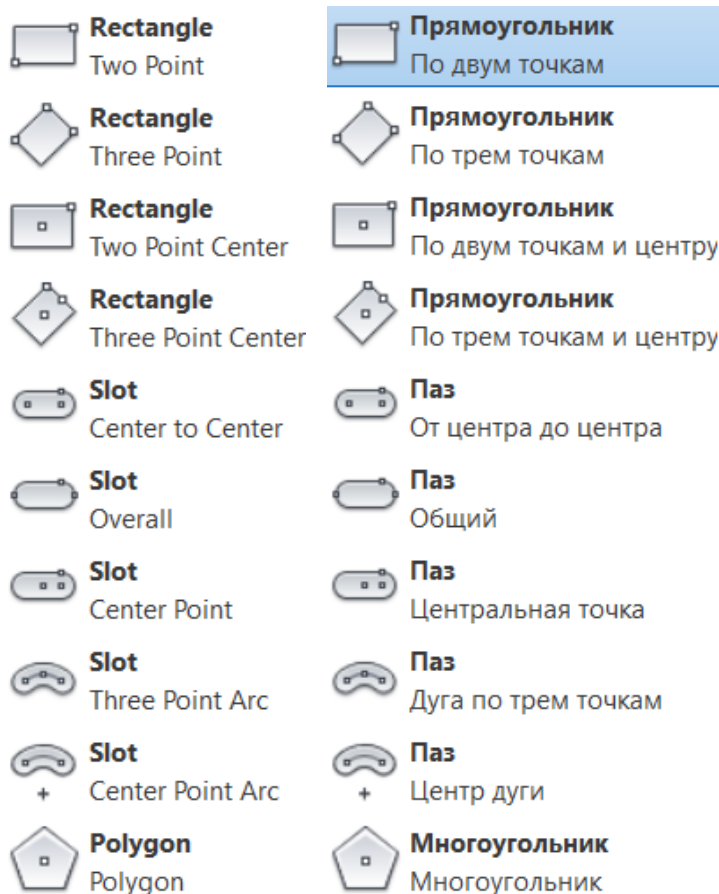 Rectangle
Two Point
Rectangle
Three Point
Rectangle
Two Point Center
Rectangle
Three Point Center
Slot
Center to Center
Slot
Overall
Slot
Center Point
Slot
Three Point Arc
Slot
Center Point Arc
Polygon
Polygon
Прямоугольник
По двум точкам
Прямоугольник
По трем точкам
Прямоугольник
По двум точкам и центру
Прямоугольник
По трем точкам и центру
Паз
От центра до центра
Паз
Общий
Паз
Центральная точка
Паз
Дуга по трем точкам
Паз
Центр дуги
Многоугольник
Многоугольник